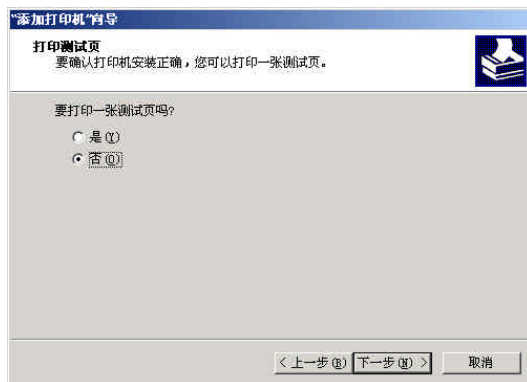 “添加打印机”向导
打印测试页
要确认打印机安装正确，您可以打印一张测试页。
要打印一张测试页吗?
是(Y)
否(O)
< 上一步(B) 下一步(N) > 取消